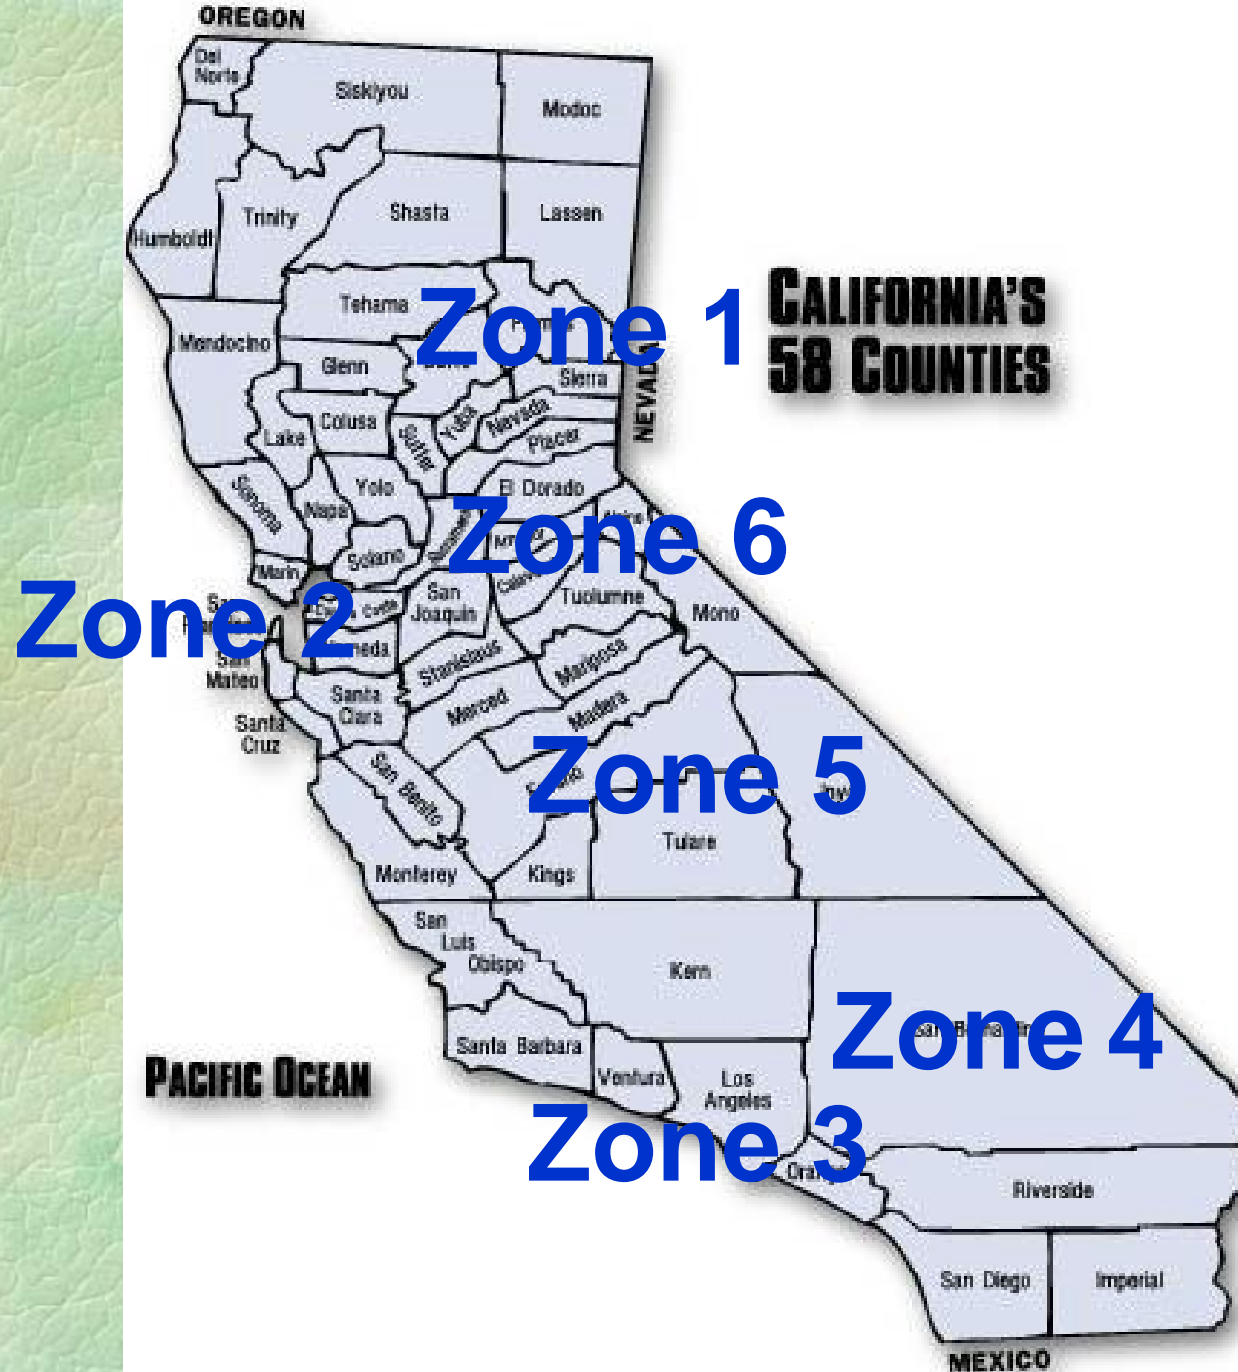 OREGON
Del
Norte
Siskiyou
Modoc
Humboldt
Trinity
Shasta
Lassen
Tehama
Zone 1
CALIFORNIA'S
58 COUNTIES
Mendocino
Glenn
Sierra
NEVADA
Lake
Colusa
Sutter
Yuba
Nevada
Placer
Sonoma
Napa
Yolo
El Dorado
Zone 6
Marin
Solano
Zone 2
San
Joaquin
Tuolumne
Mono
San
Mateo
Stanislaus
Mariposa
Santa
Clara
Merced
Madera
Santa
Cruz
San Benito
Zone 5
Tulare
Monterey
Kings
San
Luis
Obispo
Kern
Zone 4
Santa Barbara
PACIFIC OCEAN
Ventura
Los
Angeles
Zone 3
Riverside
San Diego
Imperial
MEXICO